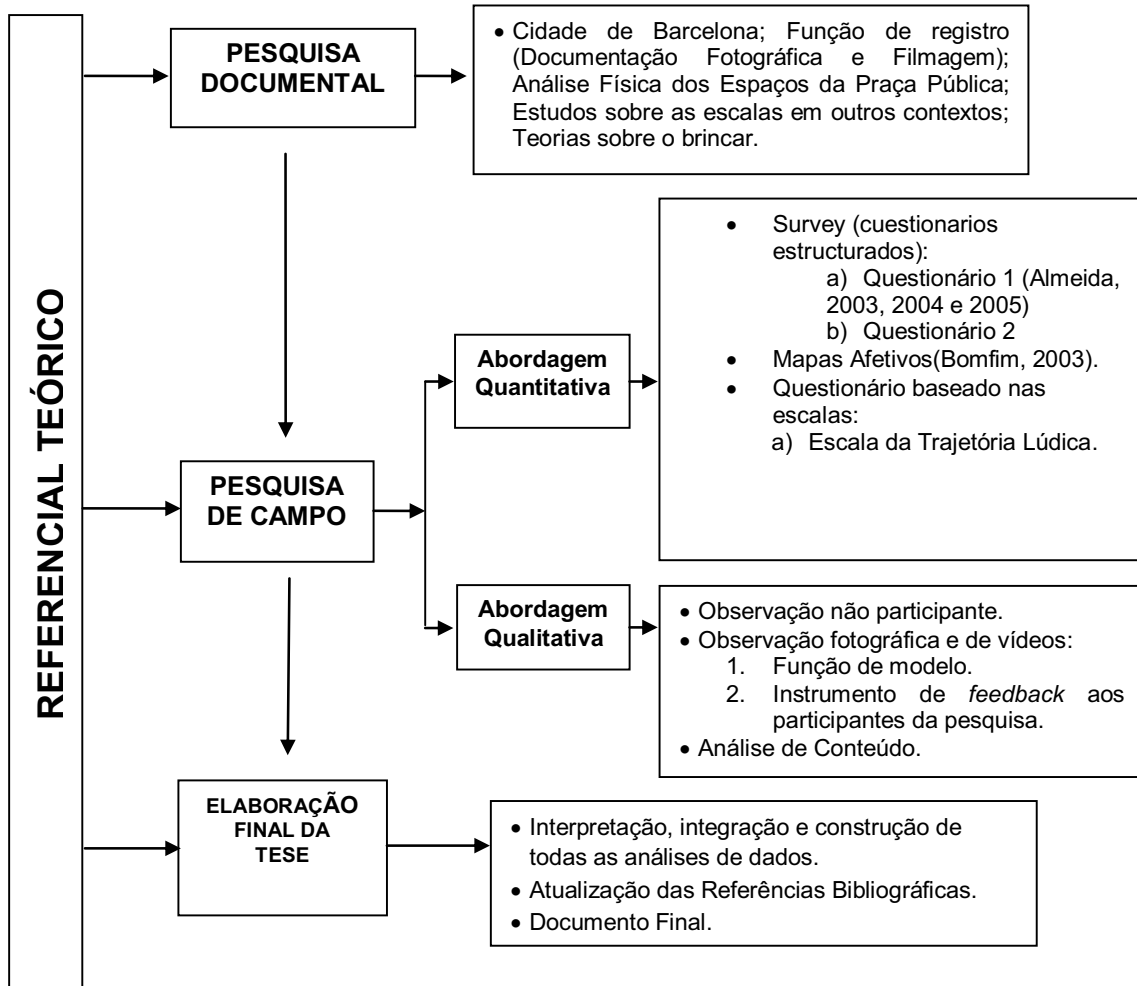 REFERENCIAL TEÓRICO
PESQUISA
DOCUMENTAL
• Cidade de Barcelona; Função de registro
(Documentação Fotográfica e Filmagem);
Análise Física dos Espaços da Praça Pública;
Estudos sobre as escalas em outros contextos;
Teorias sobre o brincar.
PESQUISA
DE CAMPO
Abordagem
Quantitativa
• Survey (cuestionarios
estructurados):
a) Questionário 1 (Almeida,
2003, 2004 e 2005)
b) Questionário 2
• Mapas Afetivos(Bomfim, 2003).
• Questionário baseado nas
escalas:
a) Escala da Trajetória Lúdica.
Abordagem
Qualitativa
• Observação não participante.
• Observação fotográfica e de vídeos:
1. Função de modelo.
2. Instrumento de feedback aos
participantes da pesquisa.
• Análise de Conteúdo.
ELABORAÇÃO
FINAL DA
TESE
• Interpretação, integração e construção de
todas as análises de dados.
• Atualização das Referências Bibliográficas.
• Documento Final.